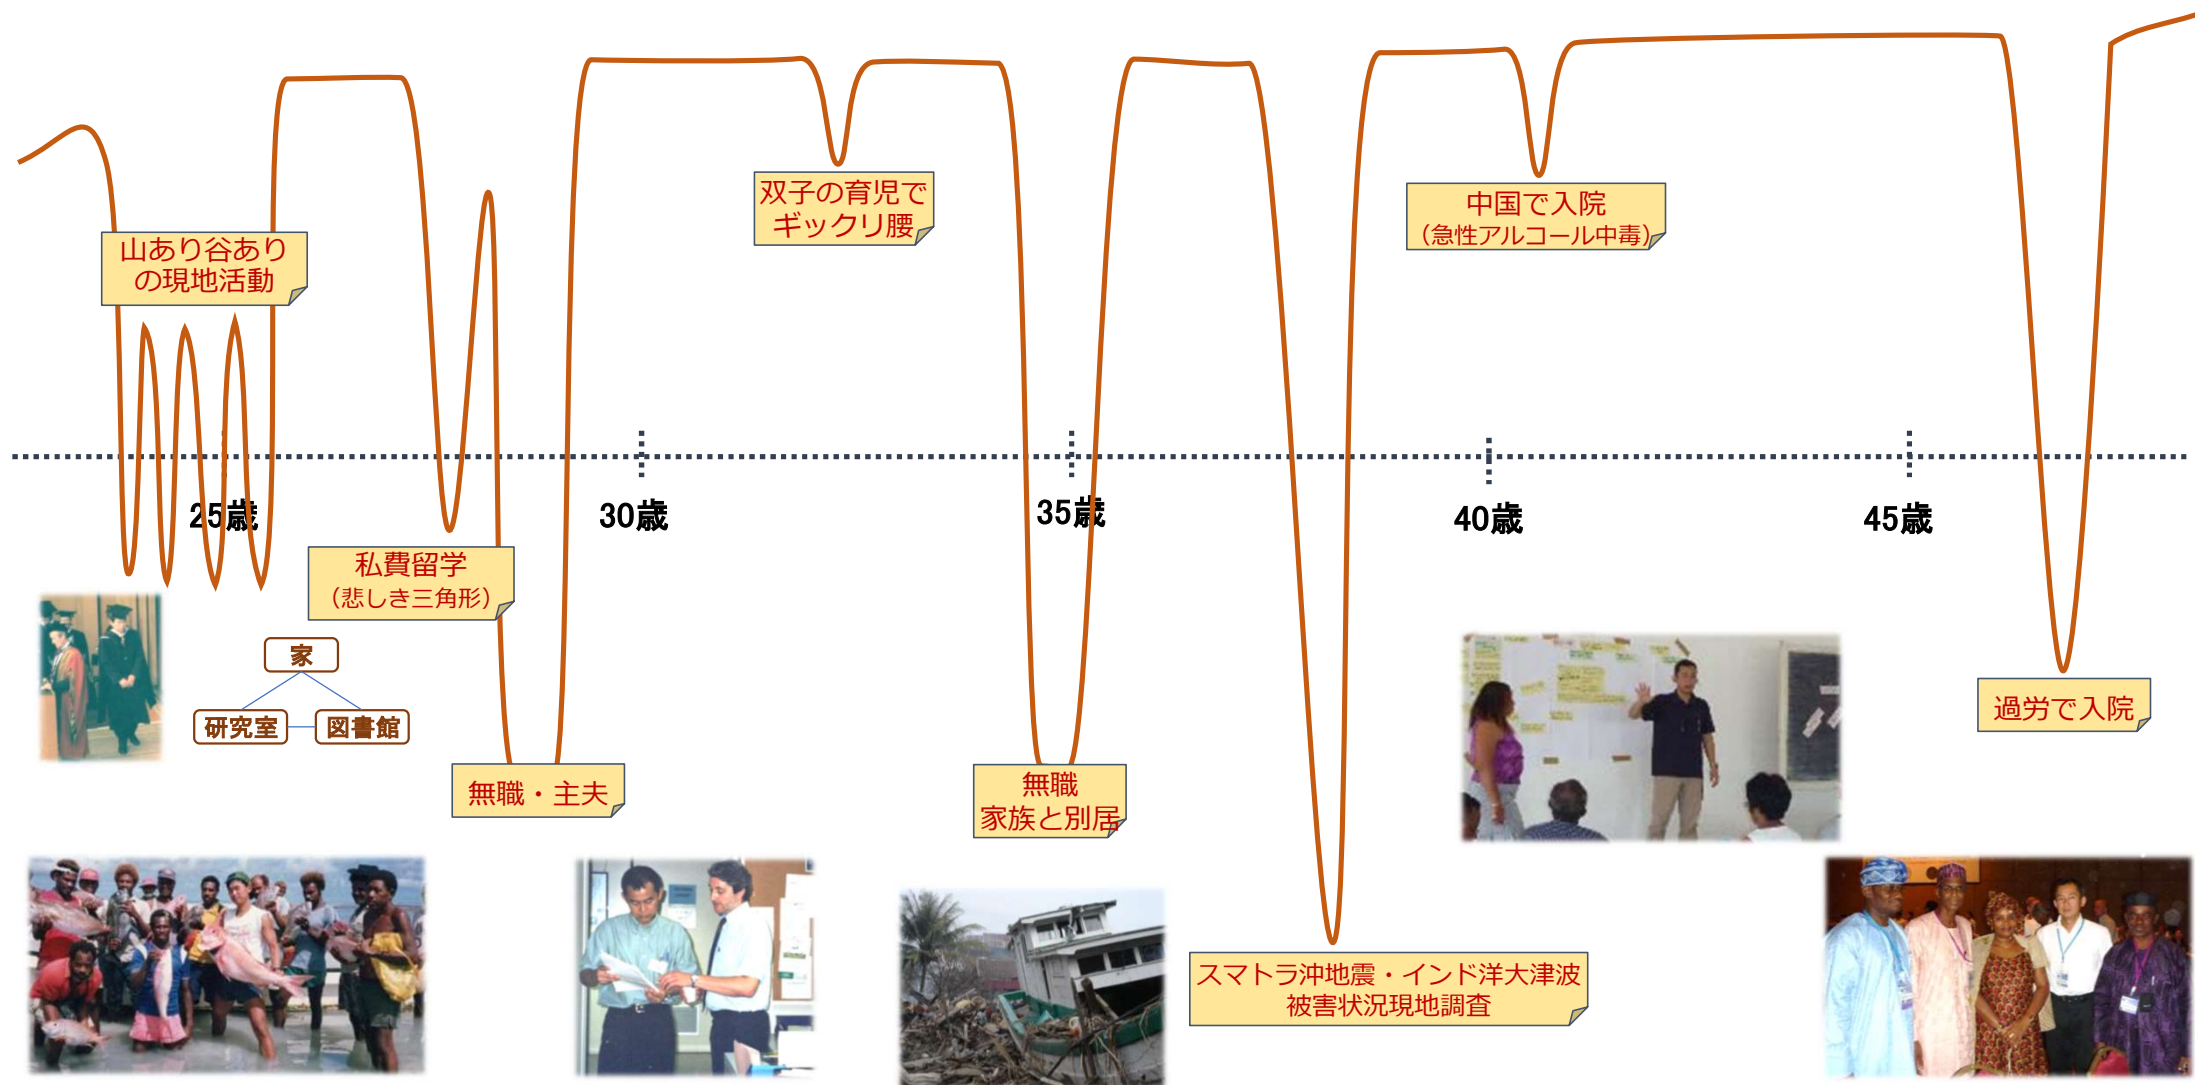 山あり谷あり
の現地活動
双子の育児で
ギックリ腰
中国で入院
（急性アルコール中毒）
25歳
30歳
35歳
40歳
45歳
私費留学
（悲しき三角形）
家
研究室
図書館
無職・主夫
無職
家族と別居
過労で入院
スマトラ沖地震・インド洋大津波
被害状況現地調査